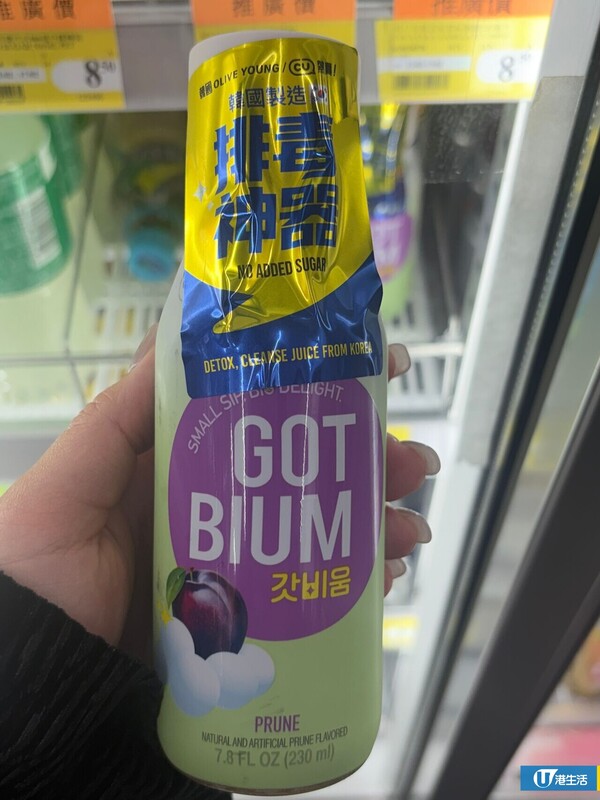 推廣價
推廣價
推廣價
8.90
8.
韓國 OLIVE YOUNG / CU
韓國製造
排毒
神器
NO ADDED SUGAR
DETOX, CLEANSE JUICE FROM KOREA
SMALL SIP. BIG DELIGHT.
GOT
BIUM
갓비움
PRUNE
NATURAL AND ARTIFICIAL PRUNE FLAVORED
7.8 FL OZ (230 ml)
U 港生活